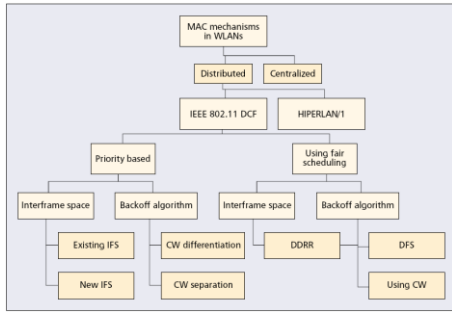 MAC mechanisms
in WLANs
Distributed
Centralized
IEEE 802.11 DCF
HIPERLAN/1
Priority based
Using fair
scheduling
Interframe space
Backoff algorithm
Interframe space
Backoff algorithm
Existing IFS
CW differentiation
DDRR
DFS
New IFS
CW separation
Using CW